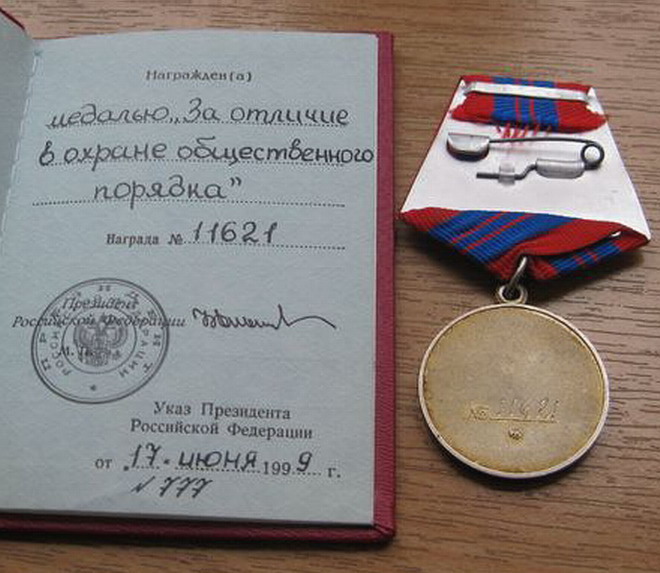 Награжден(а)
медалью „За отличие
в охране общественного
порядка"
Награда № 11621
Президент
Российской Федерации
М.П.
Указ Президента
Российской Федерации
от 17 июня 1999 г.
N 777
№